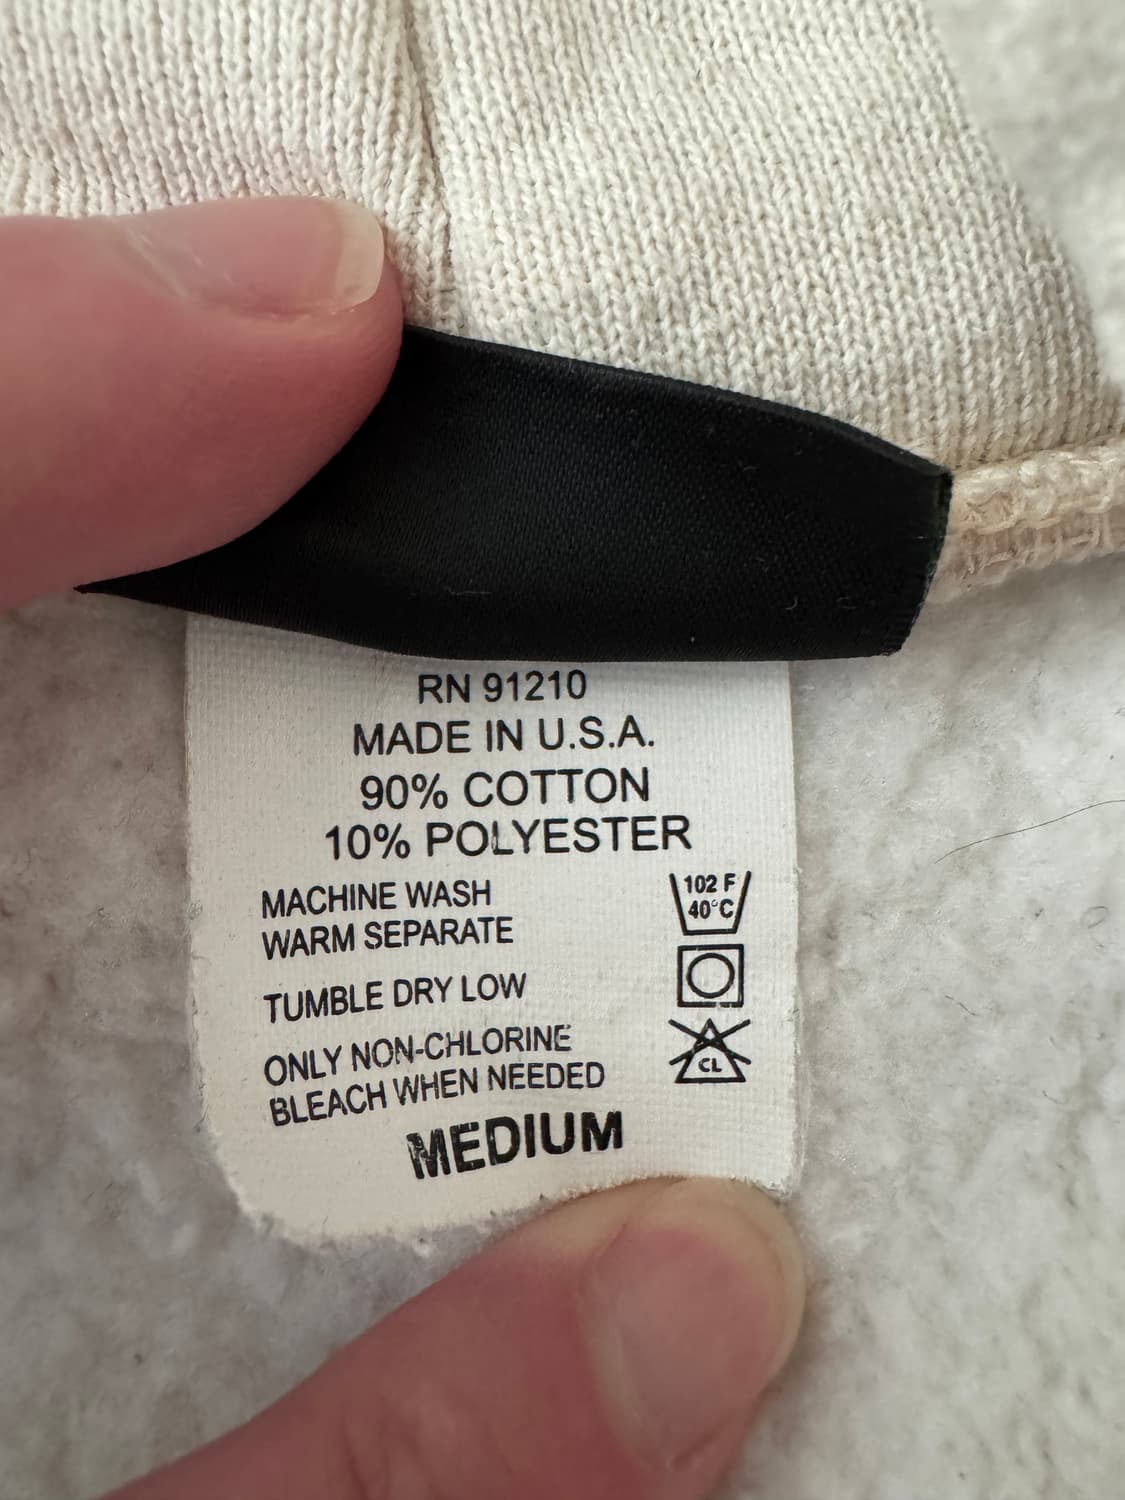 RN 91210
MADE IN U.S.A.
90% COTTON
10% POLYESTER
MACHINE WASH
WARM SEPARATE
102 F
40°C
TUMBLE DRY LOW
ONLY NON-CHLORINE
BLEACH WHEN NEEDED
CL
MEDIUM